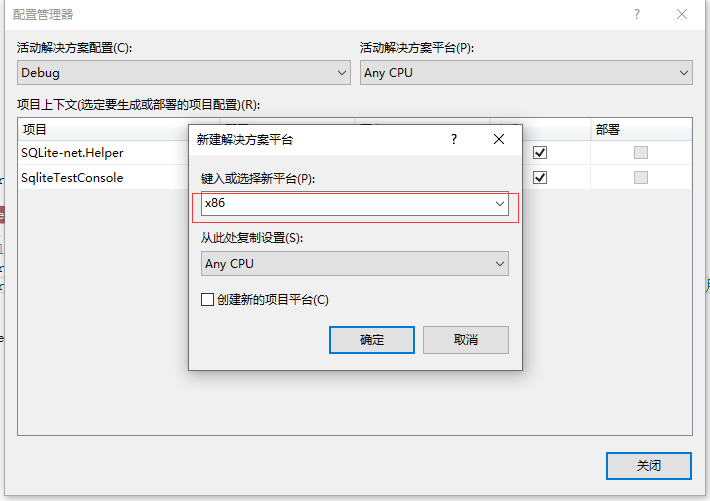 配置管理器
活动解决方案配置(C):
活动解决方案平台(P):
Debug
Any CPU
项目上下文(选定要生成或部署的项目配置)(R):
项目
部署
SQLite-net.Helper
SqliteTestConsole
新建解决方案平台
键入或选择新平台(P):
x86
从此处复制设置(S):
Any CPU
创建新的项目平台(C)
确定
取消
关闭